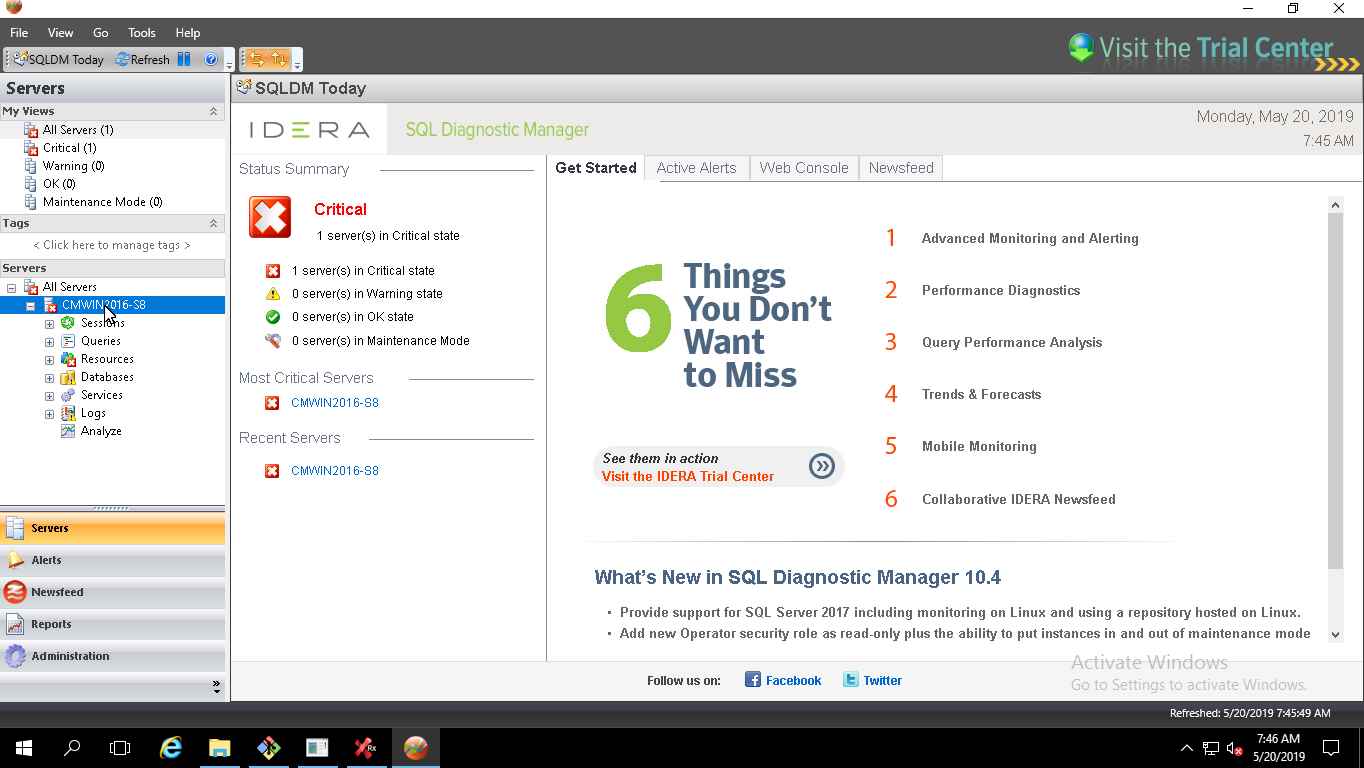 File View Go Tools Help
Visit the Trial Center
SQLDM Today Refresh
Servers
SQLDM Today
My Views
All Servers (1)
Critical (1)
Warning (0)
OK (0)
Maintenance Mode (0)
Tags
< Click here to manage tags >
Servers
All Servers
CMWIN2016-S8
Sessions
Queries
Resources
Databases
Services
Logs
Analyze
Servers
Alerts
Newsfeed
Reports
Administration
IDERA
SQL Diagnostic Manager
Monday, May 20, 2019
7:45 AM
Status Summary
Critical
1 server(s) in Critical state
1 server(s) in Critical state
0 server(s) in Warning state
0 server(s) in OK state
0 server(s) in Maintenance Mode
Most Critical Servers
CMWIN2016-S8
Recent Servers
CMWIN2016-S8
Get Started Active Alerts Web Console Newsfeed
6 Things
You Don't
Want
to Miss
See them in action
Visit the IDERA Trial Center
1 Advanced Monitoring and Alerting
2 Performance Diagnostics
3 Query Performance Analysis
4 Trends & Forecasts
5 Mobile Monitoring
6 Collaborative IDERA Newsfeed
What's New in SQL Diagnostic Manager 10.4
• Provide support for SQL Server 2017 including monitoring on Linux and using a repository hosted on Linux.
• Add new Operator security role as read-only plus the ability to put instances in and out of maintenance mode
Activate Windows
Go to Settings to activate Windows.
Follow us on: Facebook Twitter
Refreshed: 5/20/2019 7:45:49 AM
7:46 AM
5/20/2019